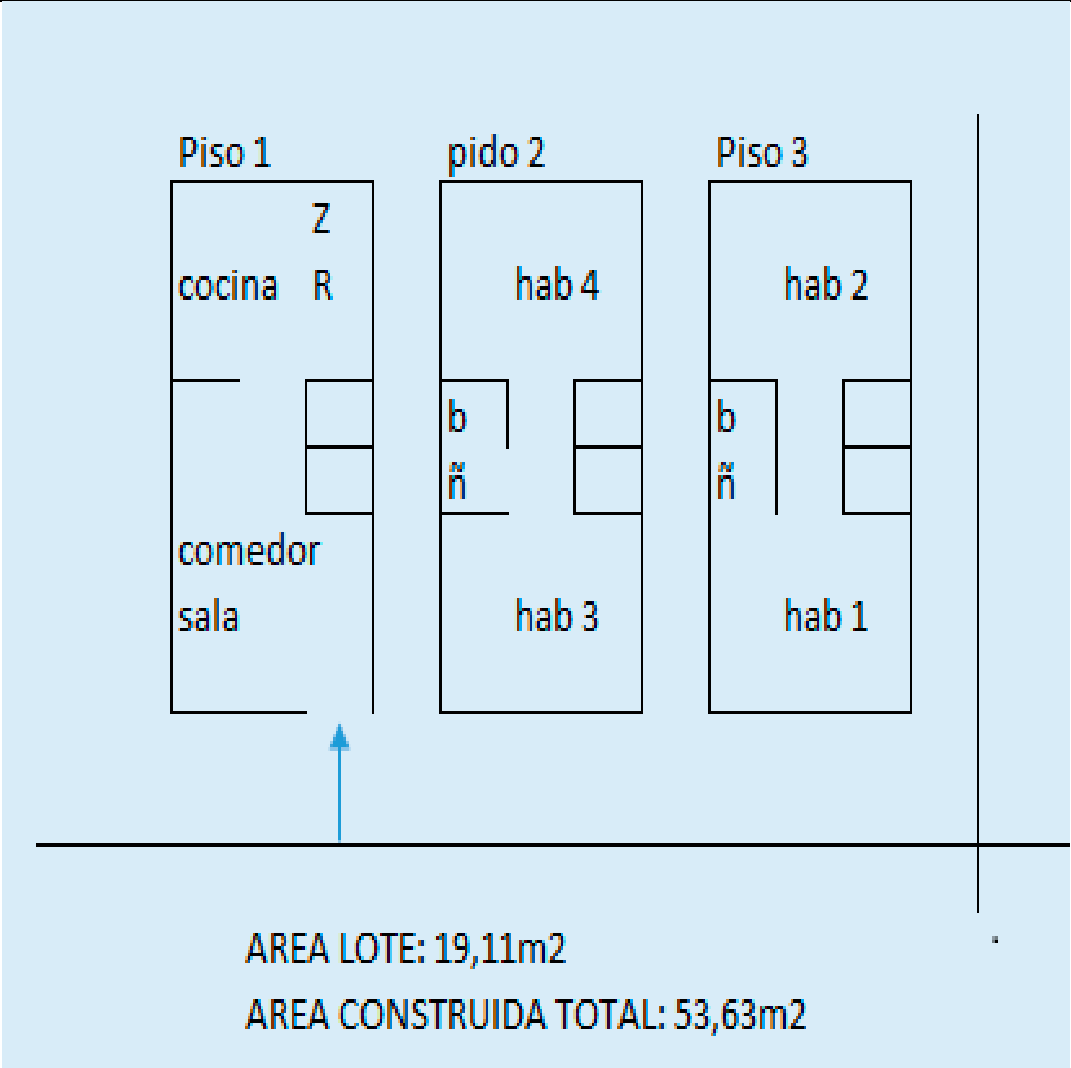 Piso 1 pido 2 Piso 3
Z
cocina R hab 4 hab 2
b b
ñ ñ
comedor
sala hab 3 hab 1
AREA LOTE: 19,11m2
AREA CONSTRUIDA TOTAL: 53,63m2